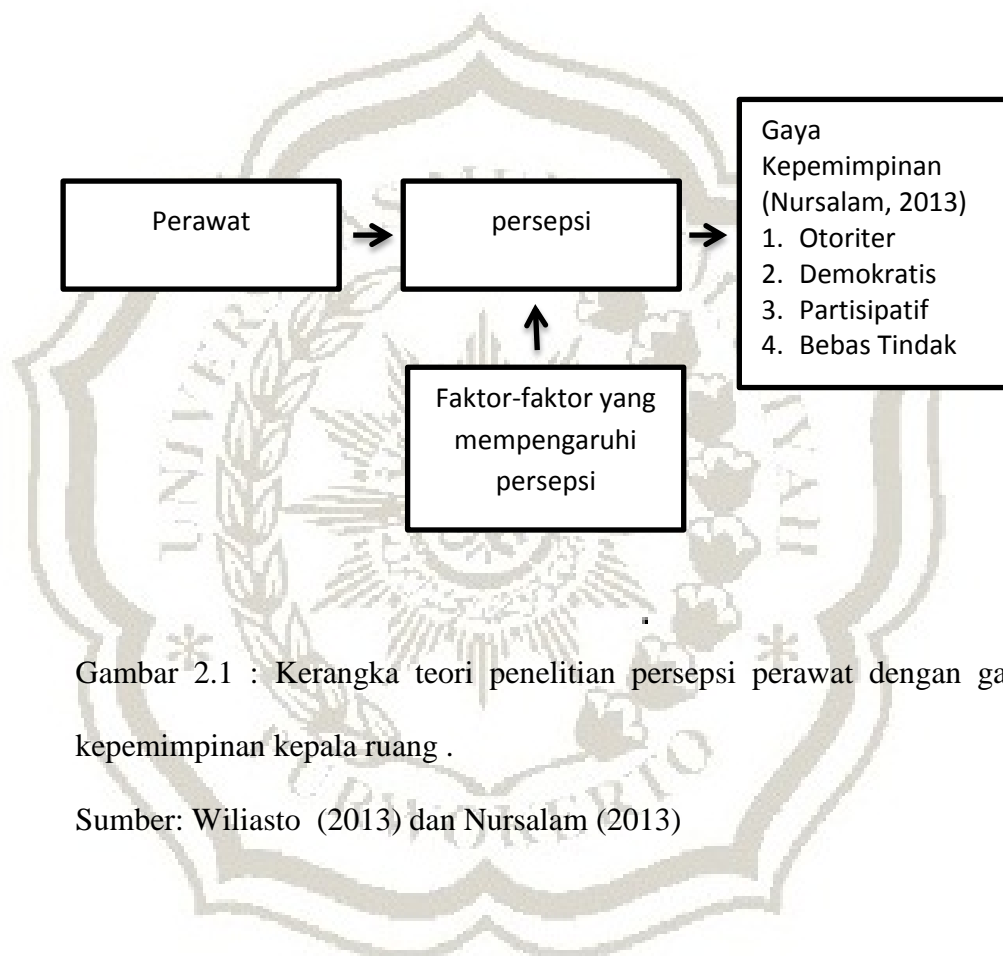 Perawat
persepsi
Gaya
Kepemimpinan
(Nursalam, 2013)
1. Otoriter
2. Demokratis
3. Partisipatif
4. Bebas Tindak
Faktor-faktor yang
mempengaruhi
persepsi
Gambar 2.1 : Kerangka teori penelitian persepsi perawat dengan
kepemimpinan kepala ruang .
Sumber: Wiliasto (2013) dan Nursalam (2013)